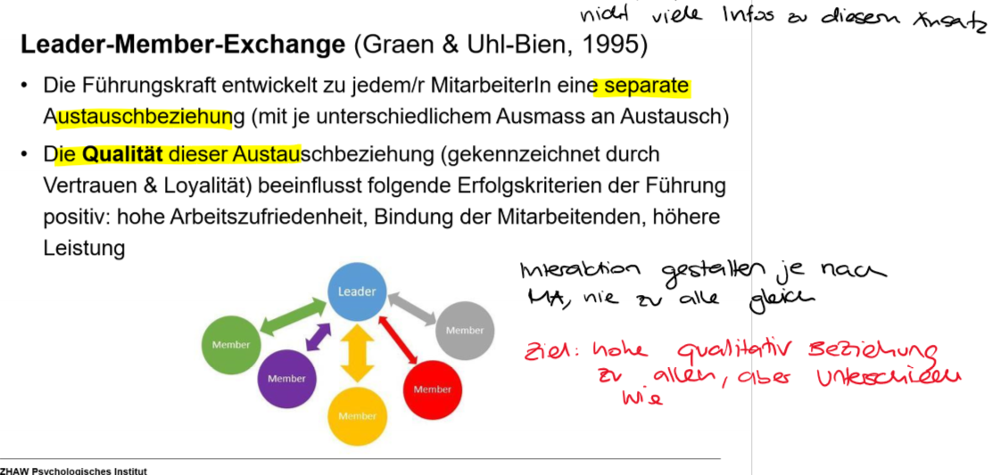 nicht viele Infos zu diesem Ansatz
Leader-Member-Exchange (Graen & Uhl-Bien, 1995)
• Die Führungskraft entwickelt zu jedem/r MitarbeiterIn eine separate
Austauschbeziehung (mit je unterschiedlichem Ausmass an Austausch)
• Die Qualität dieser Austauschbeziehung (gekennzeichnet durch
Vertrauen & Loyalität) beeinflusst folgende Erfolgskriterien der Führung
positiv: hohe Arbeitszufriedenheit, Bindung der Mitarbeitenden, höhere
Leistung
Interaktion gestalten je nach
MA, nie zu alle gleich
Ziel: hohe qualitativ Beziehung
zu allen, aber
wie
Leader
Member
Member
Member
Member
Member
ZHAW Psychologisches Institut